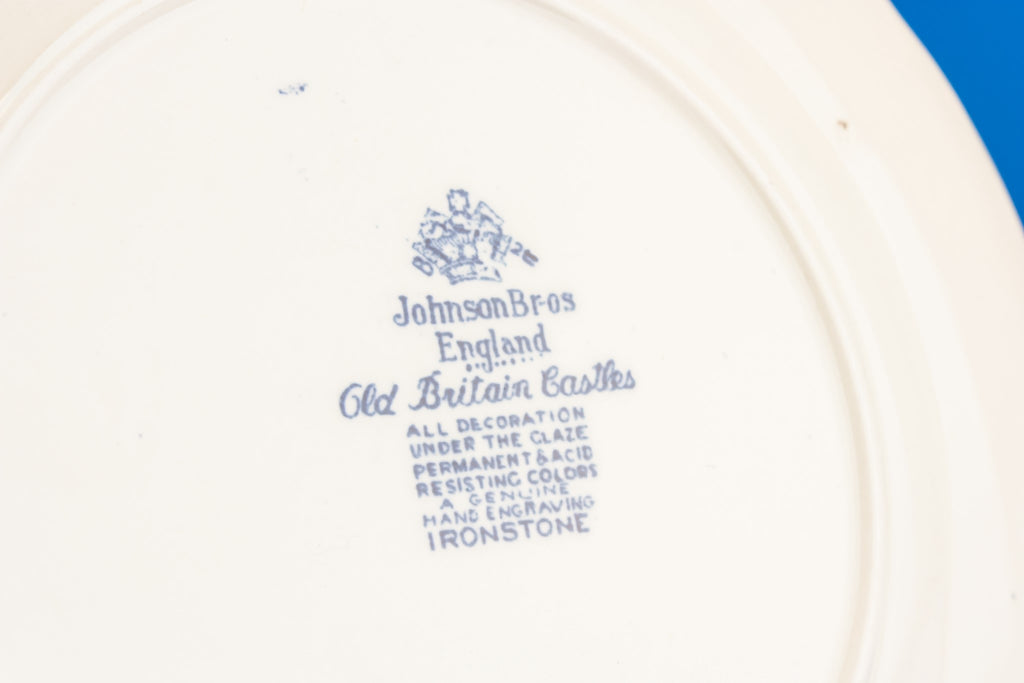 Johnson Bros
England
Old Britain Castles
ALL DECORATION
UNDER THE GLAZE
PERMANENT & ACID
RESISTING COLORS
A GENUINE
HAND ENGRAVING
IRONSTONE